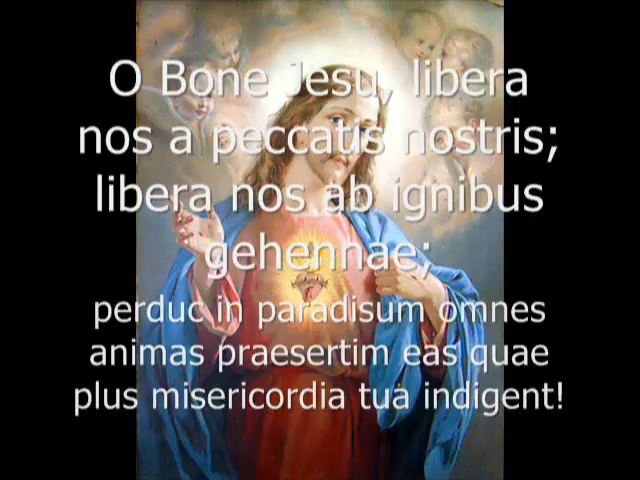 O Bone Jesu, libera
nos a peccatis nostris;
libera nos ab ignibus
gehennae;
perduc in paradisum omnes
animas praesertim eas quae
plus misericordia tua indigent!